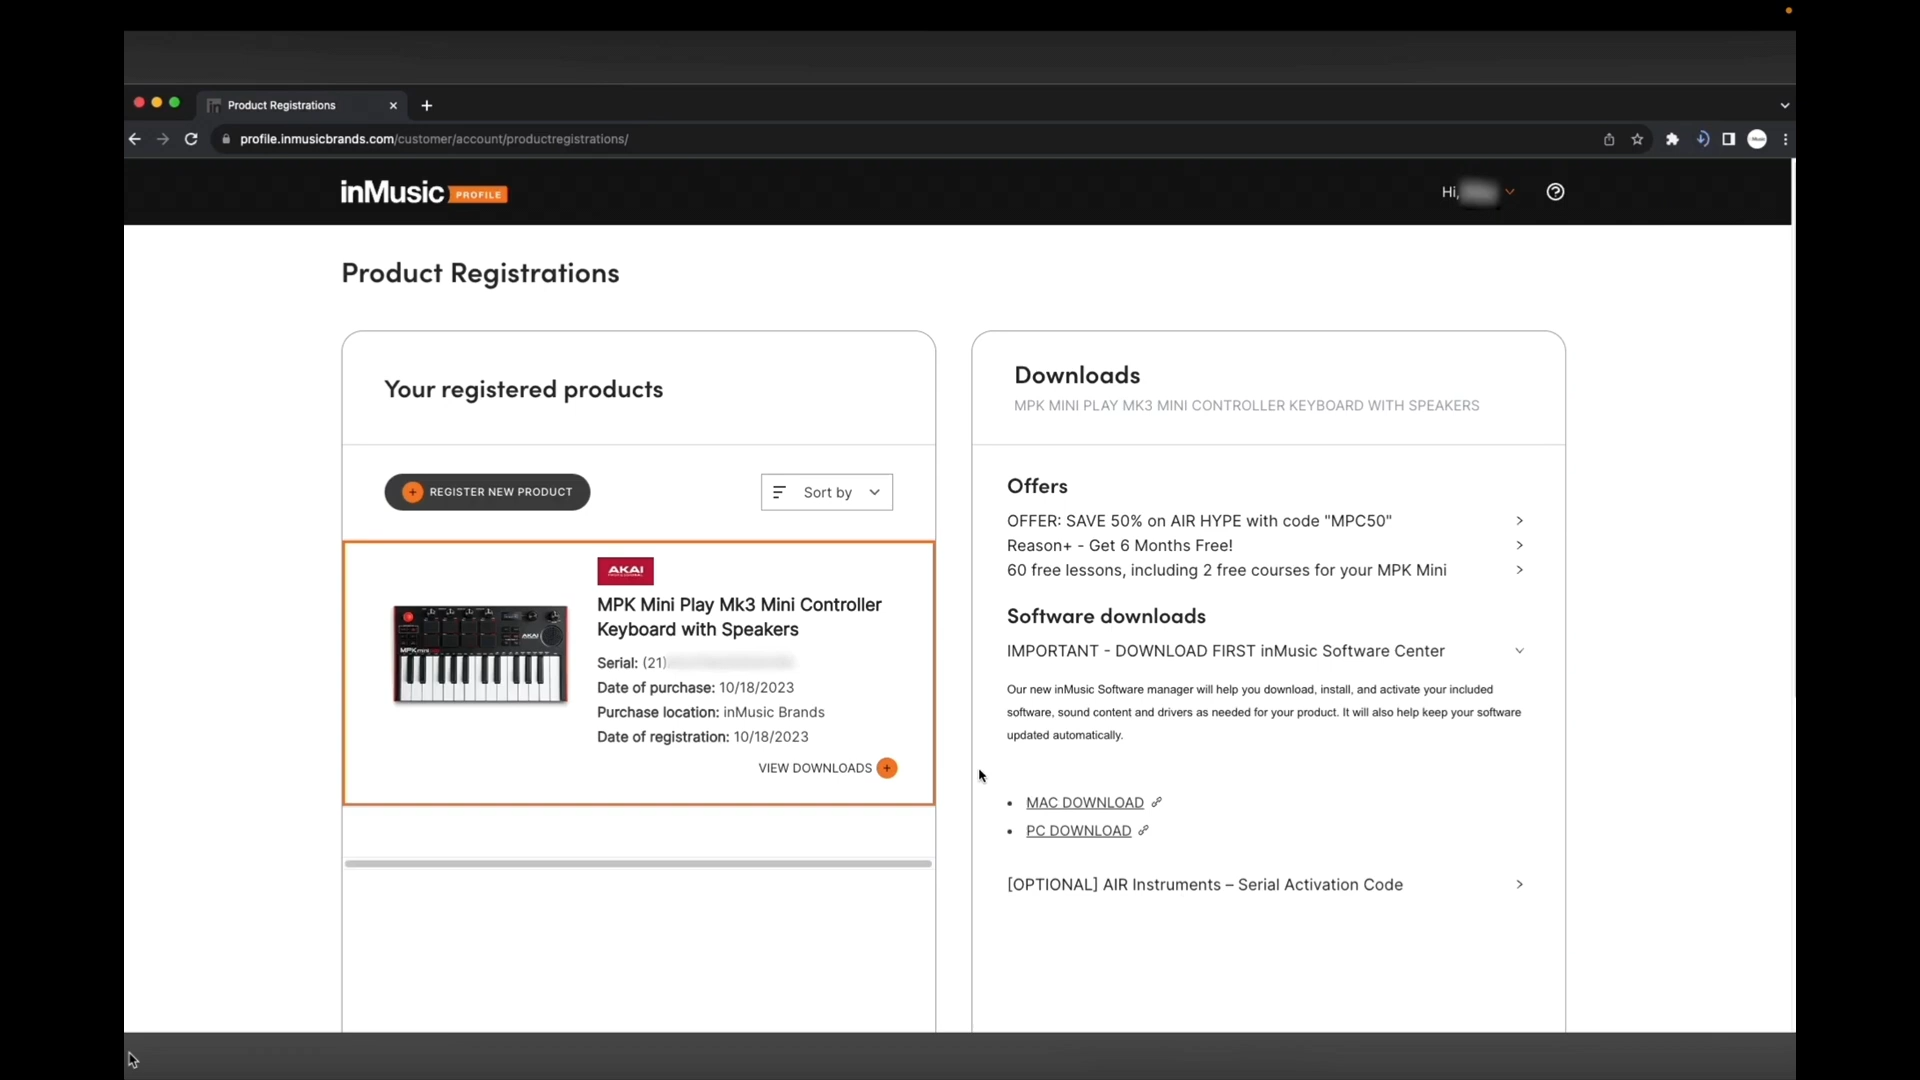 Product Registrations
profile.inmusicbrands.com/customer/account/productregistrations/
inMusic PROFILE
Hi,
Product Registrations
Your registered products
REGISTER NEW PRODUCT
Sort by
AKAI
MPK Mini Play Mk3 Mini Controller
Keyboard with Speakers
Serial: (21)
Date of purchase: 10/18/2023
Purchase location: inMusic Brands
Date of registration: 10/18/2023
VIEW DOWNLOADS
Downloads
MPK MINI PLAY MK3 MINI CONTROLLER KEYBOARD WITH SPEAKERS
Offers
OFFER: SAVE 50% on AIR HYPE with code "MPC50"
Reason+ - Get 6 Months Free!
60 free lessons, including 2 free courses for your MPK Mini
Software downloads
IMPORTANT - DOWNLOAD FIRST inMusic Software Center
Our new inMusic Software manager will help you download, install, and activate your included
software, sound content and drivers as needed for your product. It will also help keep your software
updated automatically.
• MAC DOWNLOAD
• PC DOWNLOAD
[OPTIONAL] AIR Instruments – Serial Activation Code